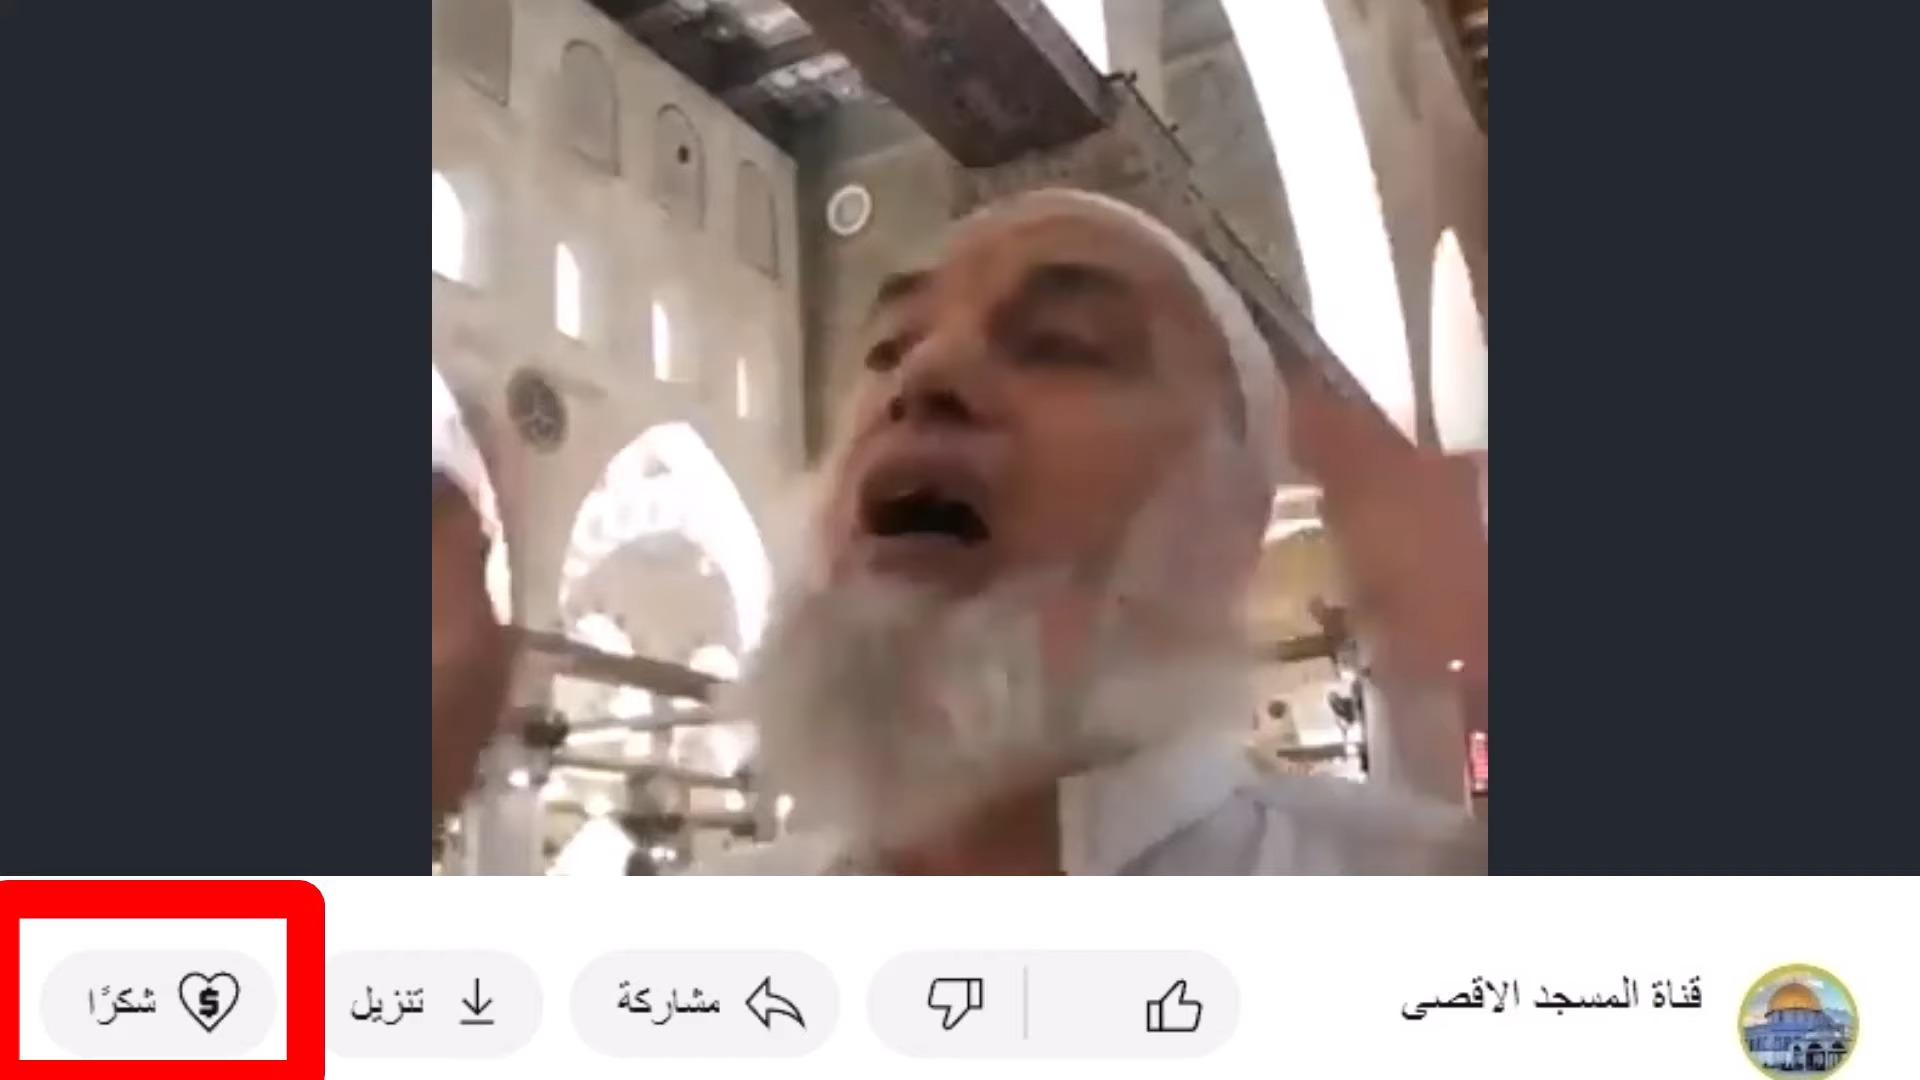 قناة المسجد الاقصى
مشاركة
تنزيل
شكرًا
$